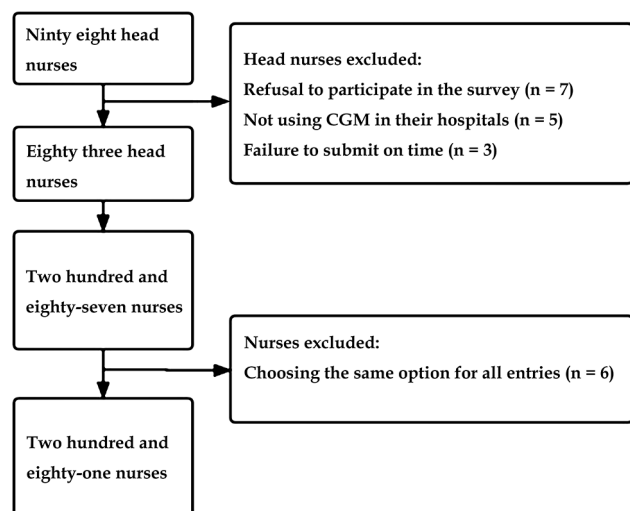 Ninety eight head
nurses
Head nurses excluded:
Refusal to participate in the survey (n = 7)
Not using CGM in their hospitals (n = 5)
Failure to submit on time (n = 3)
Eighty three head
nurses
Two hundred and
eighty-seven nurses
Nurses excluded:
Choosing the same option for all entries (n = 6)
Two hundred and
eighty-one nurses